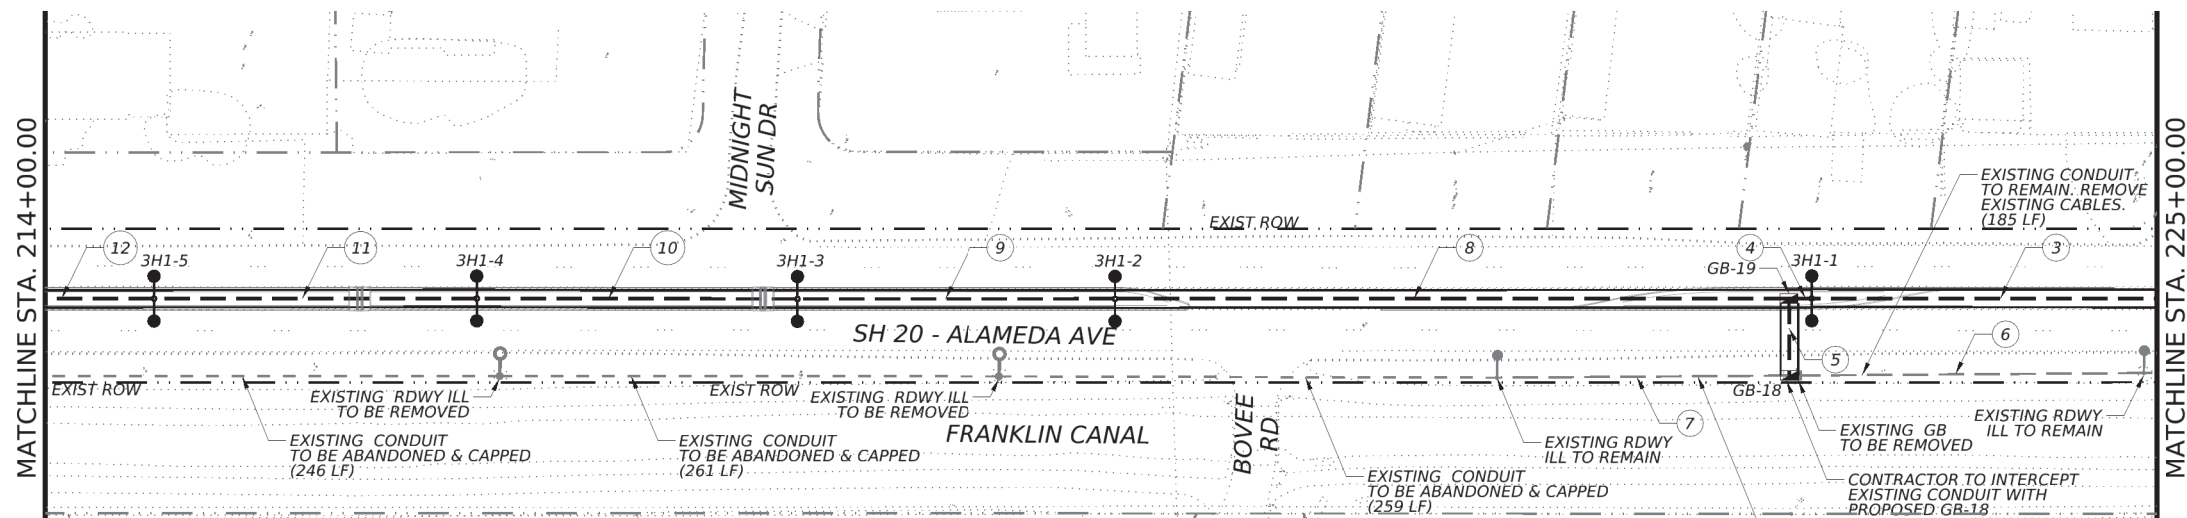 MATCHLINE STA. 214+00.00
MIDNIGHT
SUN DR
EXISTING CONDUIT
TO REMAIN. REMOVE
EXISTING CABLES.
(185 LF)
EXIST ROW
12
3H1-5
11
3H1-4
10
3H1-3
9
3H1-2
8
4
GB-19
3H1-1
3
SH 20 - ALAMEDA AVE
6
5
EXIST ROW
EXISTING RDWY ILL
TO BE REMOVED
EXIST ROW
EXISTING RDWY ILL
TO BE REMOVED
GB-18
EXISTING CONDUIT
TO BE ABANDONED & CAPPED
(246 LF)
EXISTING CONDUIT
TO BE ABANDONED & CAPPED
(261 LF)
FRANKLIN CANAL
BOVEE
RD.
7
EXISTING RDWY
ILL TO REMAIN
EXISTING CONDUIT
TO BE ABANDONED & CAPPED
(259 LF)
EXISTING GB
TO BE REMOVED
EXISTING RDWY
ILL TO REMAIN
CONTRACTOR TO INTERCEPT
EXISTING CONDUIT WITH
PROPOSED GB-18
MATCHLINE STA. 225+00.00